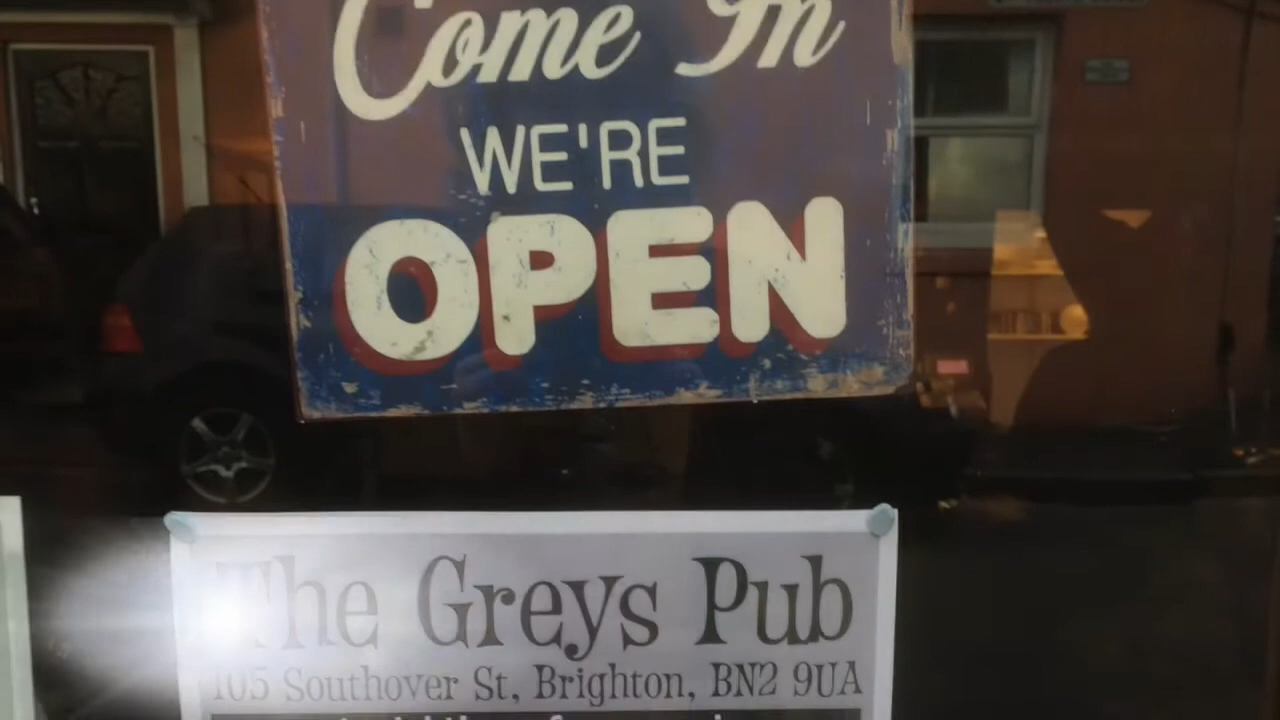 Come In
WE'RE
OPEN
The Greys Pub
105 Southover St, Brighton, BN2 9UA